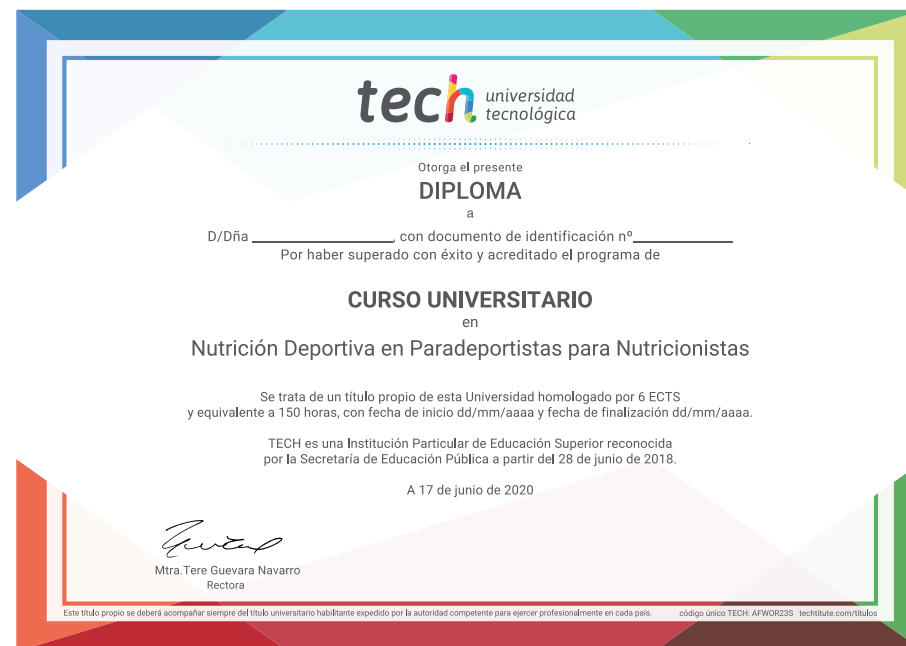 tech universidad
tecnológica
Otorga el presente
DIPLOMA
a
D/Dña ______________, con documento de identificación nº__________
Por haber superado con éxito y acreditado el programa de
CURSO UNIVERSITARIO
en
Nutrición Deportiva en Paradeportistas para Nutricionistas
Se trata de un título propio de esta Universidad homologado por 6 ECTS
y equivalente a 150 horas, con fecha de inicio dd/mm/aaaa y fecha de finalización dd/mm/aaaa.
TECH es una Institución Particular de Educación Superior reconocida
por la Secretaría de Educación Pública a partir del 28 de junio de 2018.
A 17 de junio de 2020
Mtra.Tere Guevara Navarro
Rectora
Este título propio se deberá acompañar siempre del título universitario habilitante expedido por la autoridad competente para ejercer profesionalmente en cada país. código único TECH: AFWOR23S techtitute.com/títulos